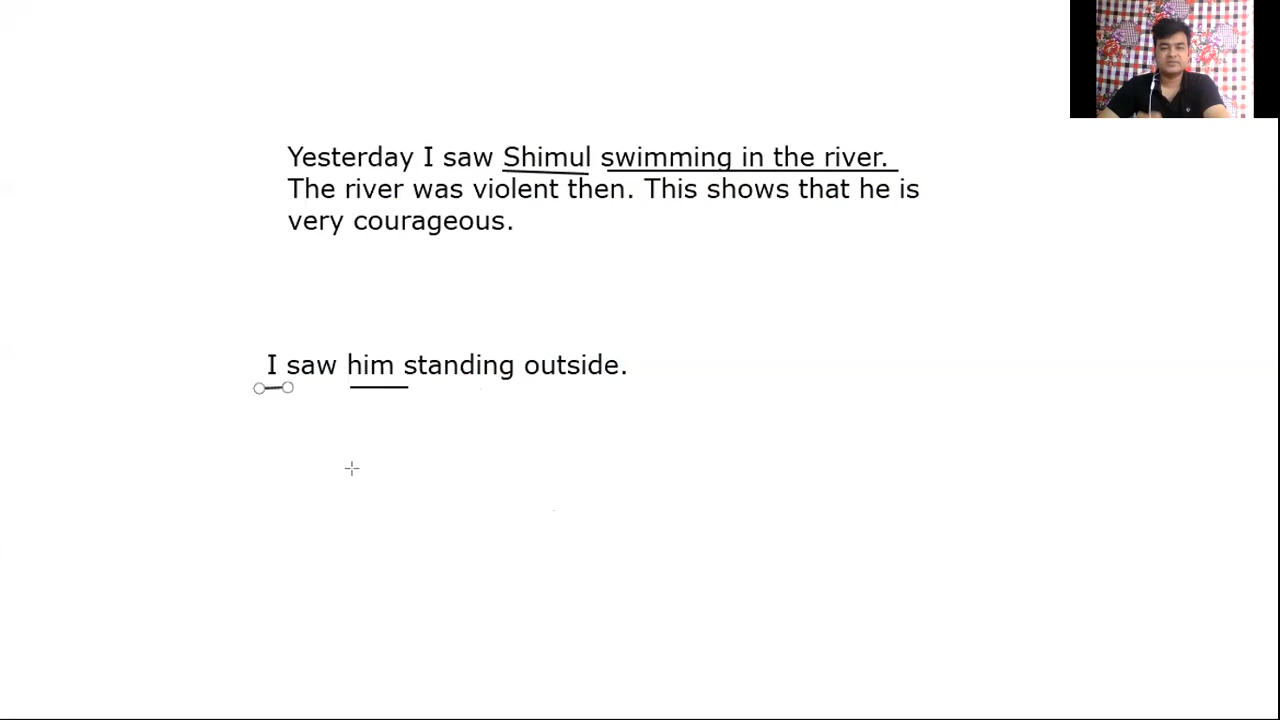 Yesterday I saw Shimul swimming in the river.
The river was violent then. This shows that he is
very courageous.
I saw him standing outside.